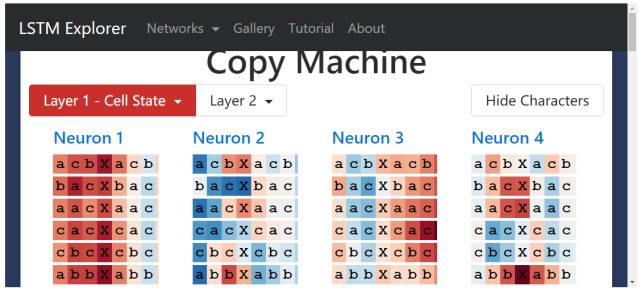 LSTM Explorer Networks Gallery Tutorial About
Copy Machine
Layer 1 - Cell State Layer 2 Hide Characters
Neuron 1 Neuron 2 Neuron 3 Neuron 4
a c b X a c b a c b X a c b a c b X a c b a c b X a c b
b a c X b a c b a c X b a c b a c X b a c b a c X b a c
a a c X a a c a a c X a a c a a c X a a c a a c X a a c
c a c X c a c c a c X c a c c a c X c a c c a c X c a c
c b c X c b c c b c X c b c c b c X c b c c b c X c b c
a b b X a b b a b b X a b b a b b X a b b a b b X a b b